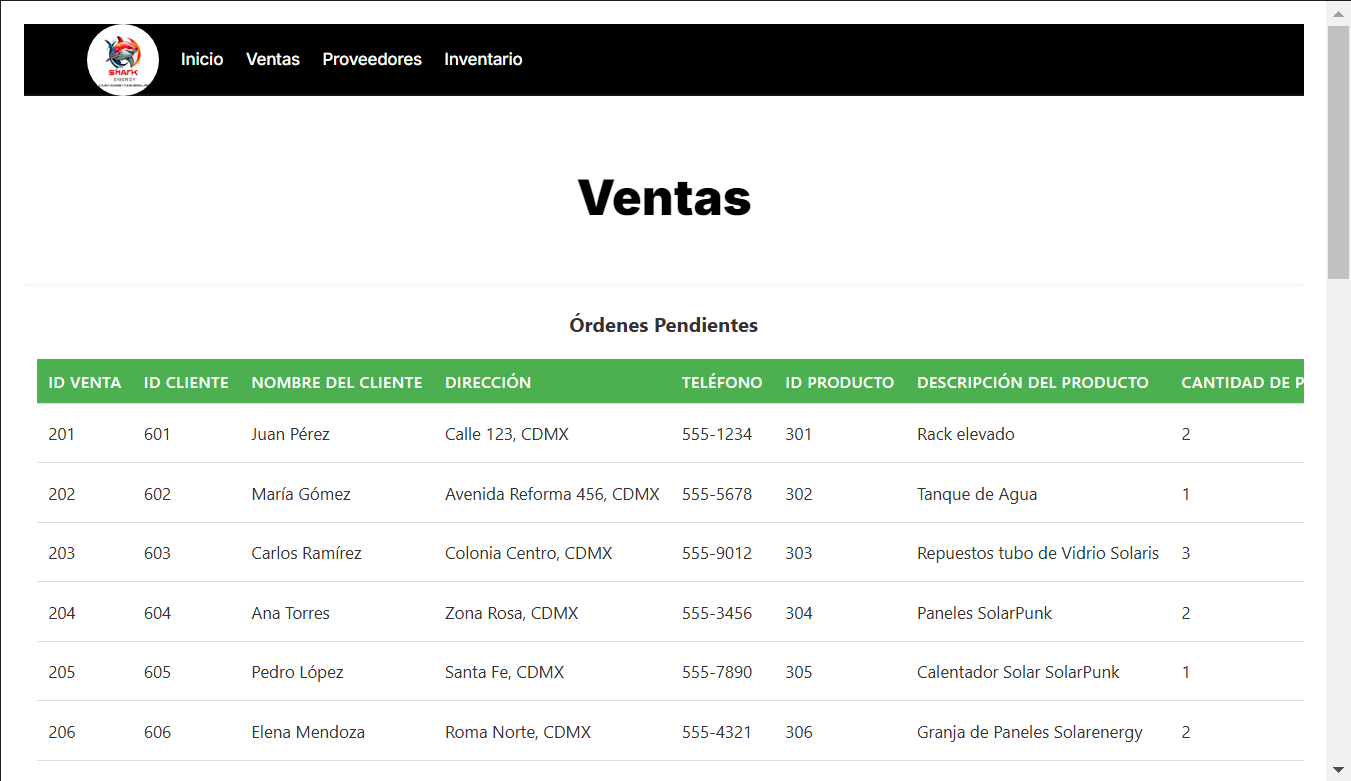 SHARK
ENERGY
Inicio Ventas Proveedores Inventario
Ventas
Órdenes Pendientes
ID VENTA ID CLIENTE NOMBRE DEL CLIENTE DIRECCIÓN TELÉFONO ID PRODUCTO DESCRIPCIÓN DEL PRODUCTO CANTIDAD DE P
201 601 Juan Pérez Calle 123, CDMX 555-1234 301 Rack elevado 2
202 602 María Gómez Avenida Reforma 456, CDMX 555-5678 302 Tanque de Agua 1
203 603 Carlos Ramírez Colonia Centro, CDMX 555-9012 303 Repuestos tubo de Vidrio Solaris 3
204 604 Ana Torres Zona Rosa, CDMX 555-3456 304 Paneles SolarPunk 2
205 605 Pedro López Santa Fe, CDMX 555-7890 305 Calentador Solar SolarPunk 1
206 606 Elena Mendoza Roma Norte, CDMX 555-4321 306 Granja de Paneles Solarenergy 2